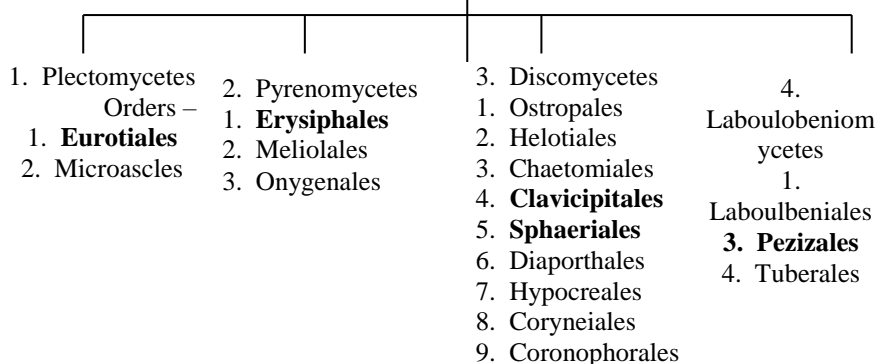 1. Plectomycetes
Orders –
1. Eurotiales
2. Microascles
2. Pyrenomycetes
1. Erysiphales
2. Meliolales
3. Onygenales
3. Discomycetes
1. Ostropales
2. Helotiales
3. Chaetomiales
4. Clavicipitales
5. Sphaeriales
6. Diaporthales
7. Hypocreales
8. Coryneiales
9. Coronophorales
4.
Laboulobeniom
ycetes
1.
Laboulbeniales
3. Pezizales
4. Tuberales